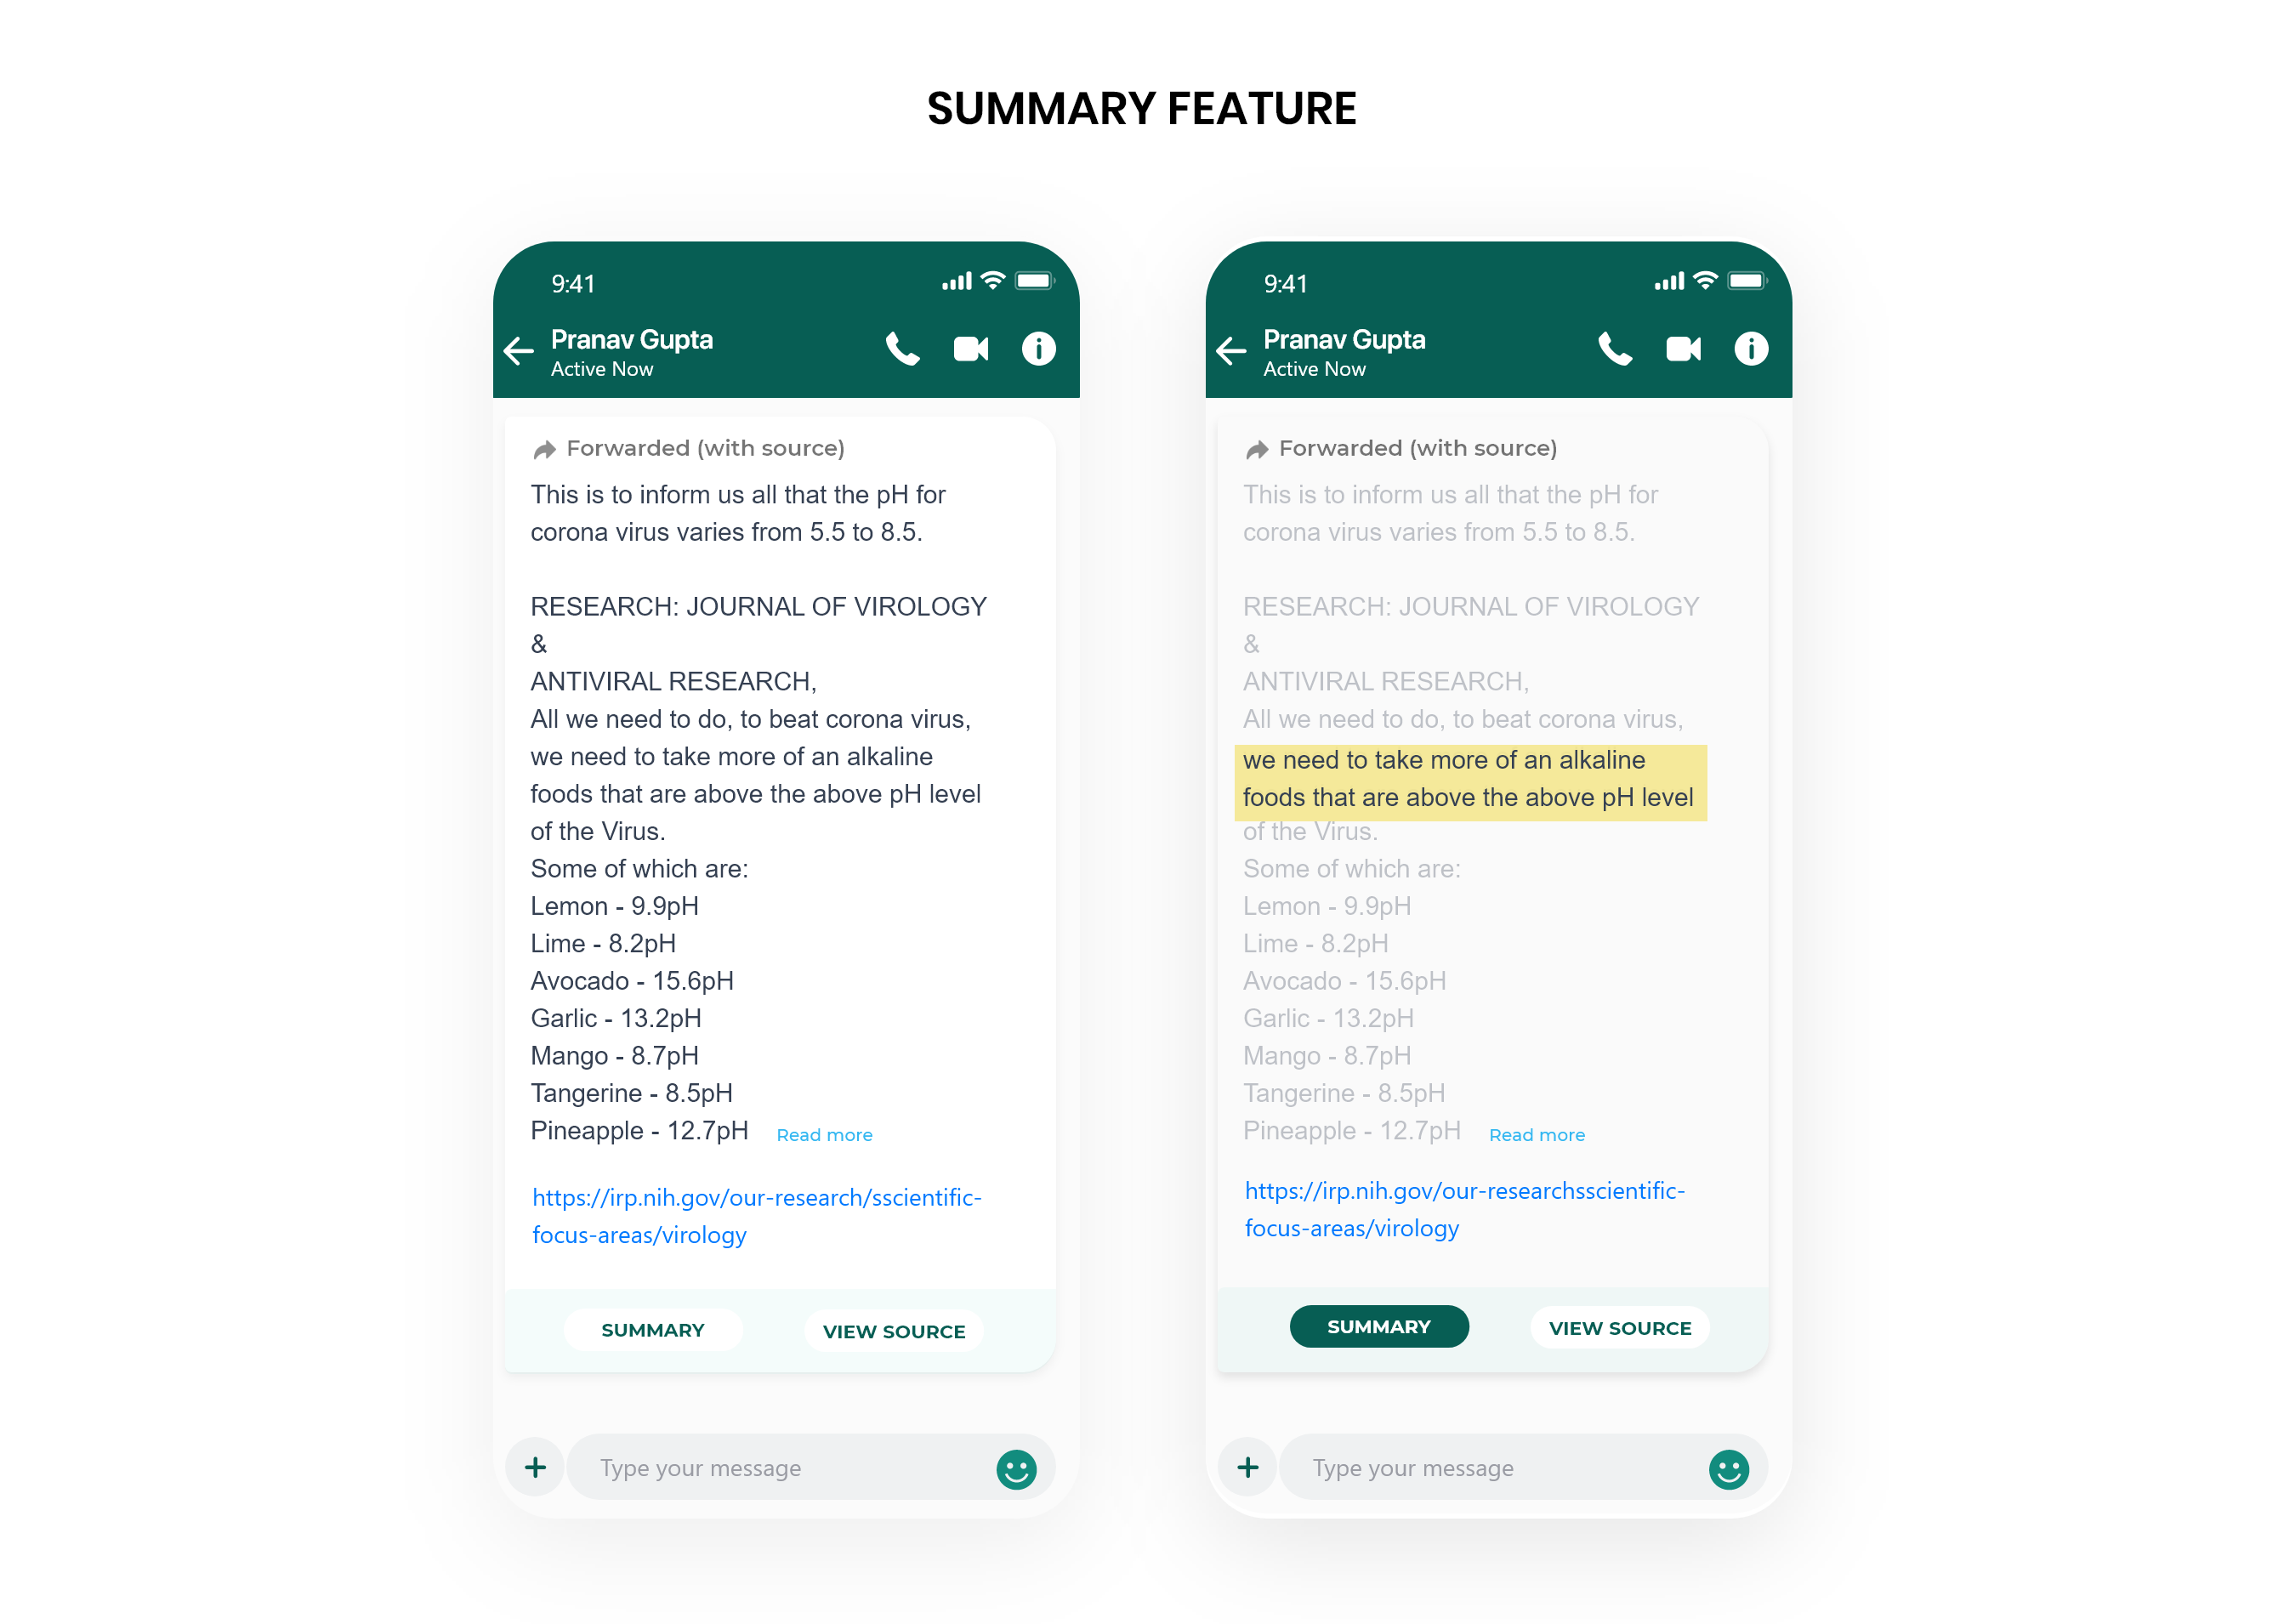 SUMMARY FEATURE
9:41
Pranav Gupta
Active Now
Forwarded (with source)
This is to inform us all that the pH for
corona virus varies from 5.5 to 8.5.
RESEARCH: JOURNAL OF VIROLOGY
&
ANTIVIRAL RESEARCH,
All we need to do, to beat corona virus,
we need to take more of an alkaline
foods that are above the above pH level
of the Virus.
Some of which are:
Lemon - 9.9pH
Lime - 8.2pH
Avocado - 15.6pH
Garlic - 13.2pH
Mango - 8.7pH
Tangerine - 8.5pH
Pineapple - 12.7pH Read more
https://irp.nih.gov/our-research/sscientific-
focus-areas/virology
SUMMARY VIEW SOURCE
Type your message
9:41
Pranav Gupta
Active Now
Forwarded (with source)
This is to inform us all that the pH for
corona virus varies from 5.5 to 8.5.
RESEARCH: JOURNAL OF VIROLOGY
&
ANTIVIRAL RESEARCH,
All we need to do, to beat corona virus,
we need to take more of an alkaline
foods that are above the above pH level
of the Virus.
Some of which are:
Lemon - 9.9pH
Lime - 8.2pH
Avocado - 15.6pH
Garlic - 13.2pH
Mango - 8.7pH
Tangerine - 8.5pH
Pineapple - 12.7pH Read more
https://irp.nih.gov/our-researchsscientific-
focus-areas/virology
SUMMARY VIEW SOURCE
Type your message